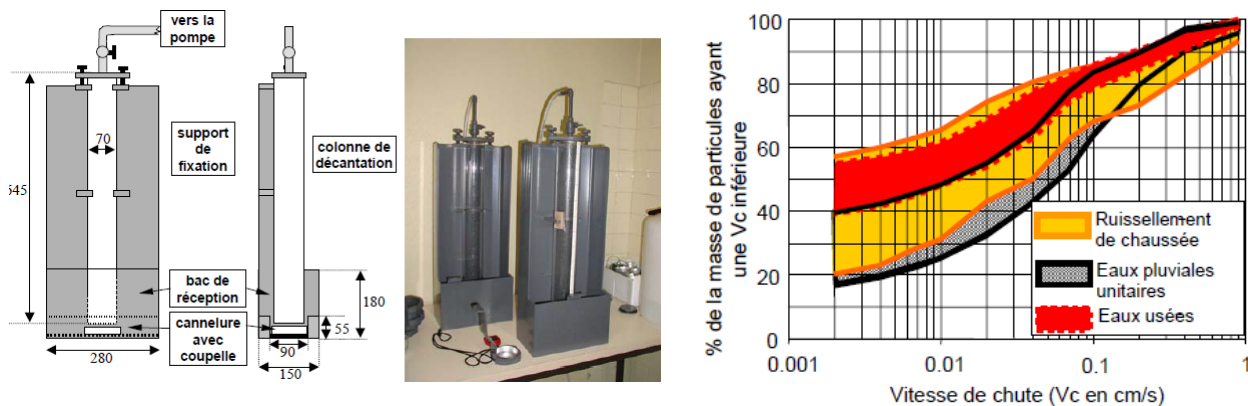 vers la
pompe
70
545
support
de
fixation
colonne de
décantation
bac de
réception
cannelure
avec
coupelle
280
180
55
90
150
% de la masse de particules ayant
une Vc inférieure
100
80
60
40
20
0
0.001
0.01
0.1
1
Vitesse de chute (Vc en cm/s)
Ruissellement
de chaussée
Eaux pluviales
unitaires
Eaux usées